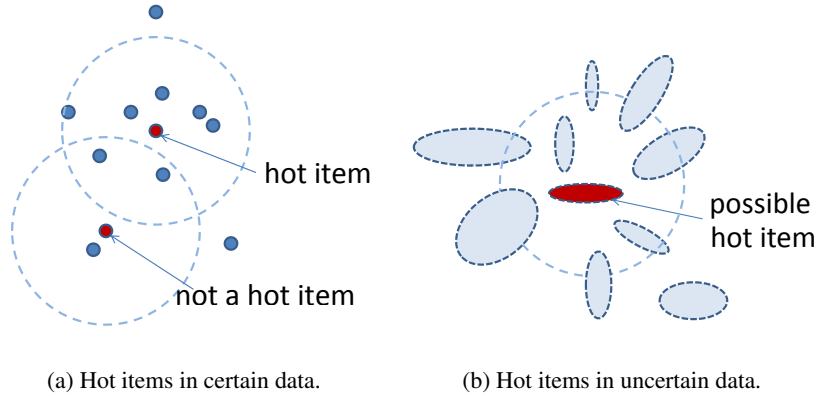 hot item
not a hot item
possible
hot item
(a) Hot items in certain data.
(b) Hot items in uncertain data.